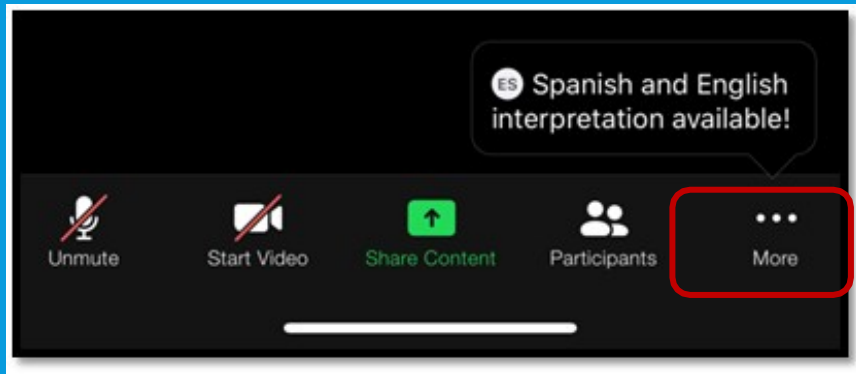 ES Spanish and English
interpretation available!
Unmute
Start Video
Share Content
Participants
More